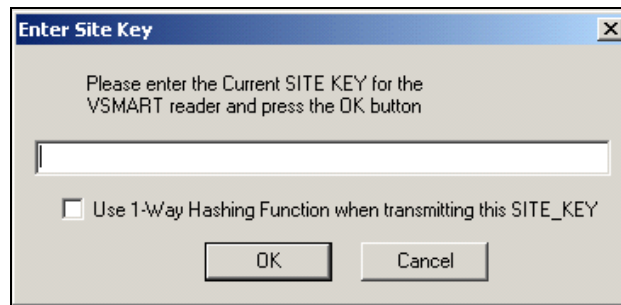 Enter Site Key
Please enter the Current SITE KEY for the
VSMART reader and press the OK button
Use 1-Way Hashing Function when transmitting this SITE_KEY
OK Cancel